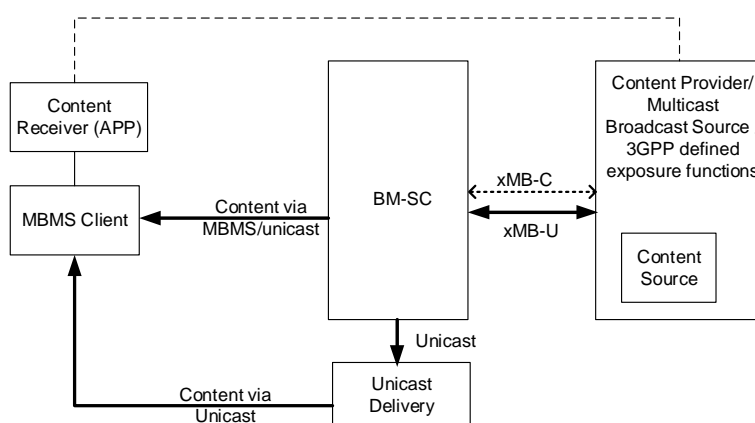 Content
Receiver (APP)
MBMS Client
Content via
MBMS/unicast
BM-SC
xMB-C
xMB-U
Content Provider/
Multicast
Broadcast Source
3GPP defined
exposure functions
Content
Source
Unicast
Content via
Unicast
Unicast
Delivery